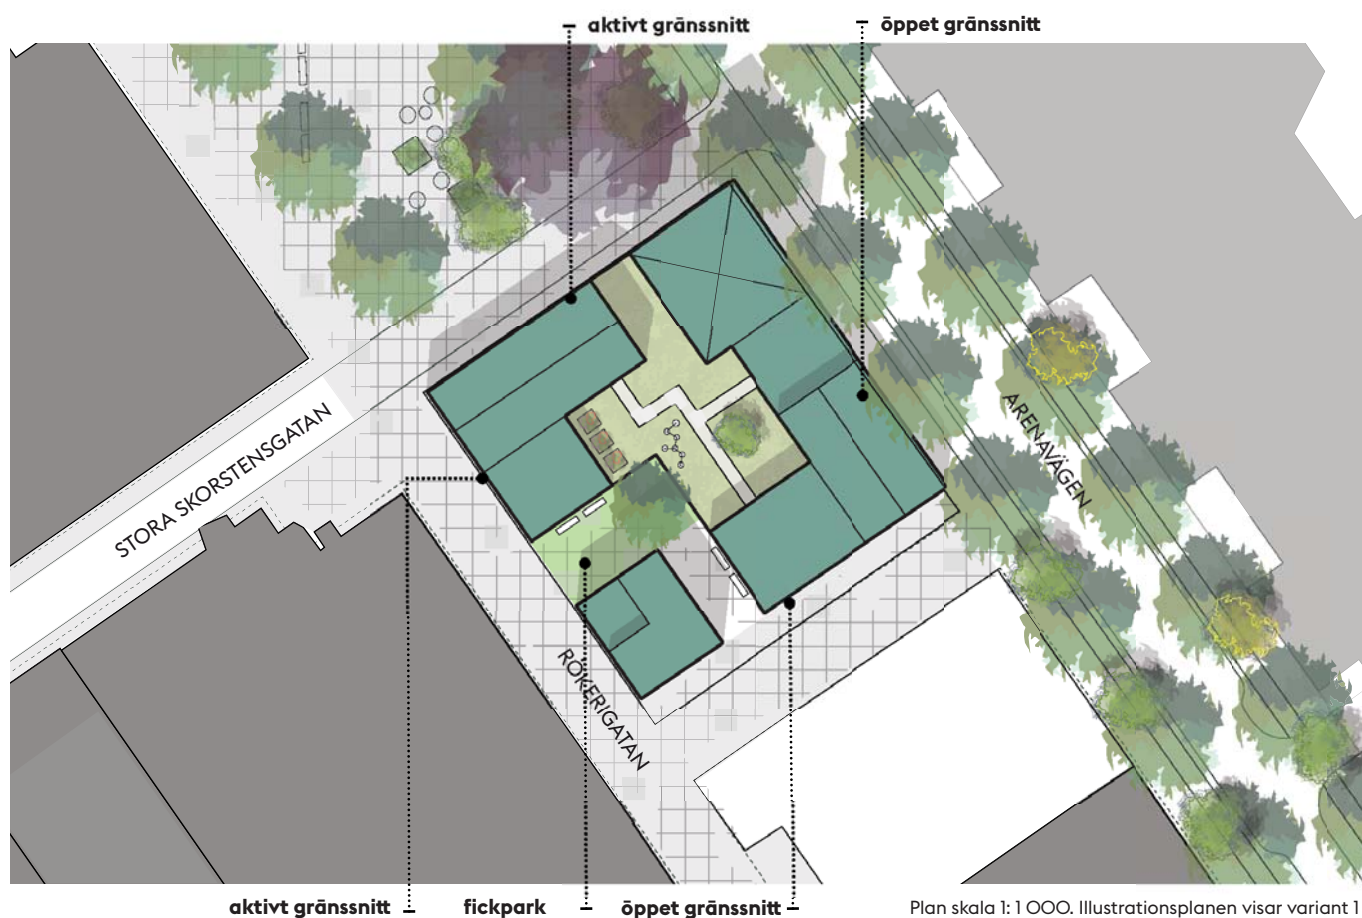 aktivt gränssnitt
öppet gränssnitt
STORA SKORSTENSGATAN
ARENAVÄGEN
RÖKERIGATAN
aktivt gränssnitt
fickpark
öppet gränssnitt
Plan skala 1: 1 000. Illustrationsplanen visar variant 1